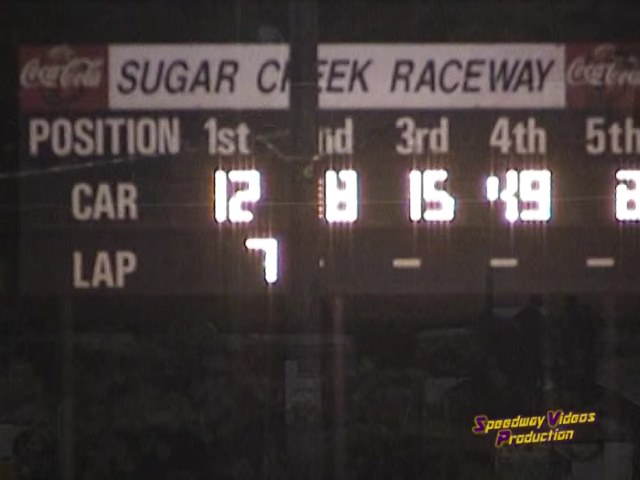 Coca-Cola SUGAR CREEK RACEWAY Coca-Cola
POSITION 1st nd 3rd 4th 5th
CAR 12 8 15 49
LAP 7 - - -
Speedway Videos
Production